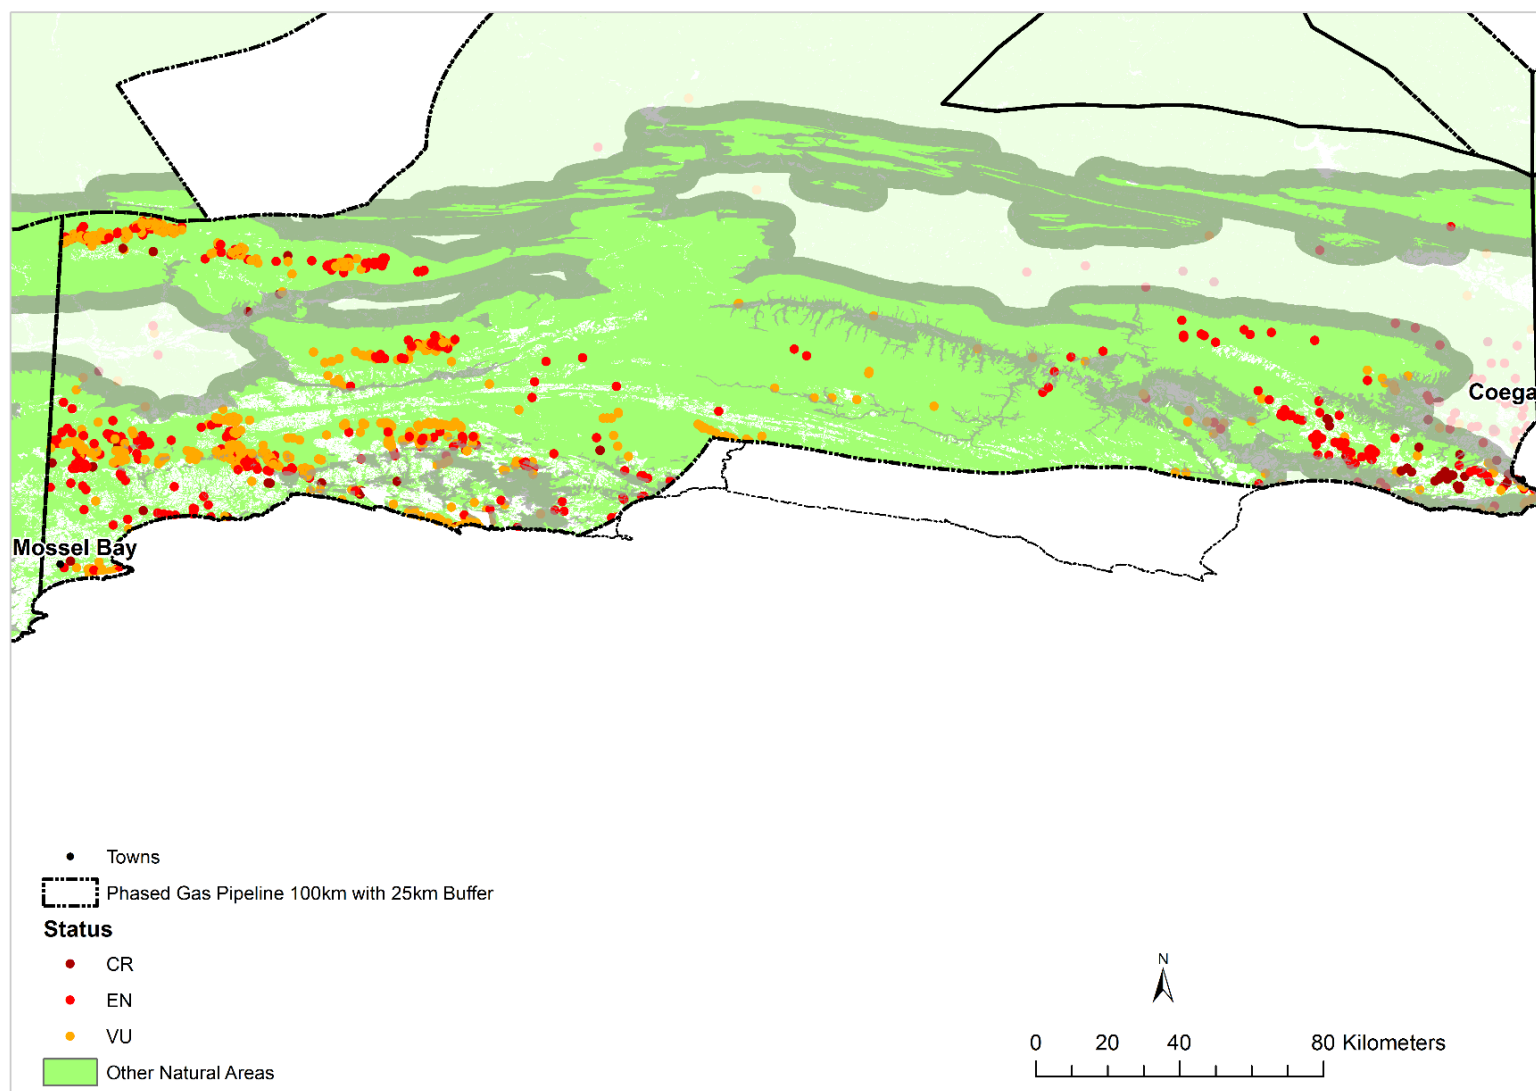 Coega
Mossel Bay
Towns
Phased Gas Pipeline 100km with 25km Buffer
Status
CR
EN
VU
Other Natural Areas
N
0 20 40 80 Kilometers